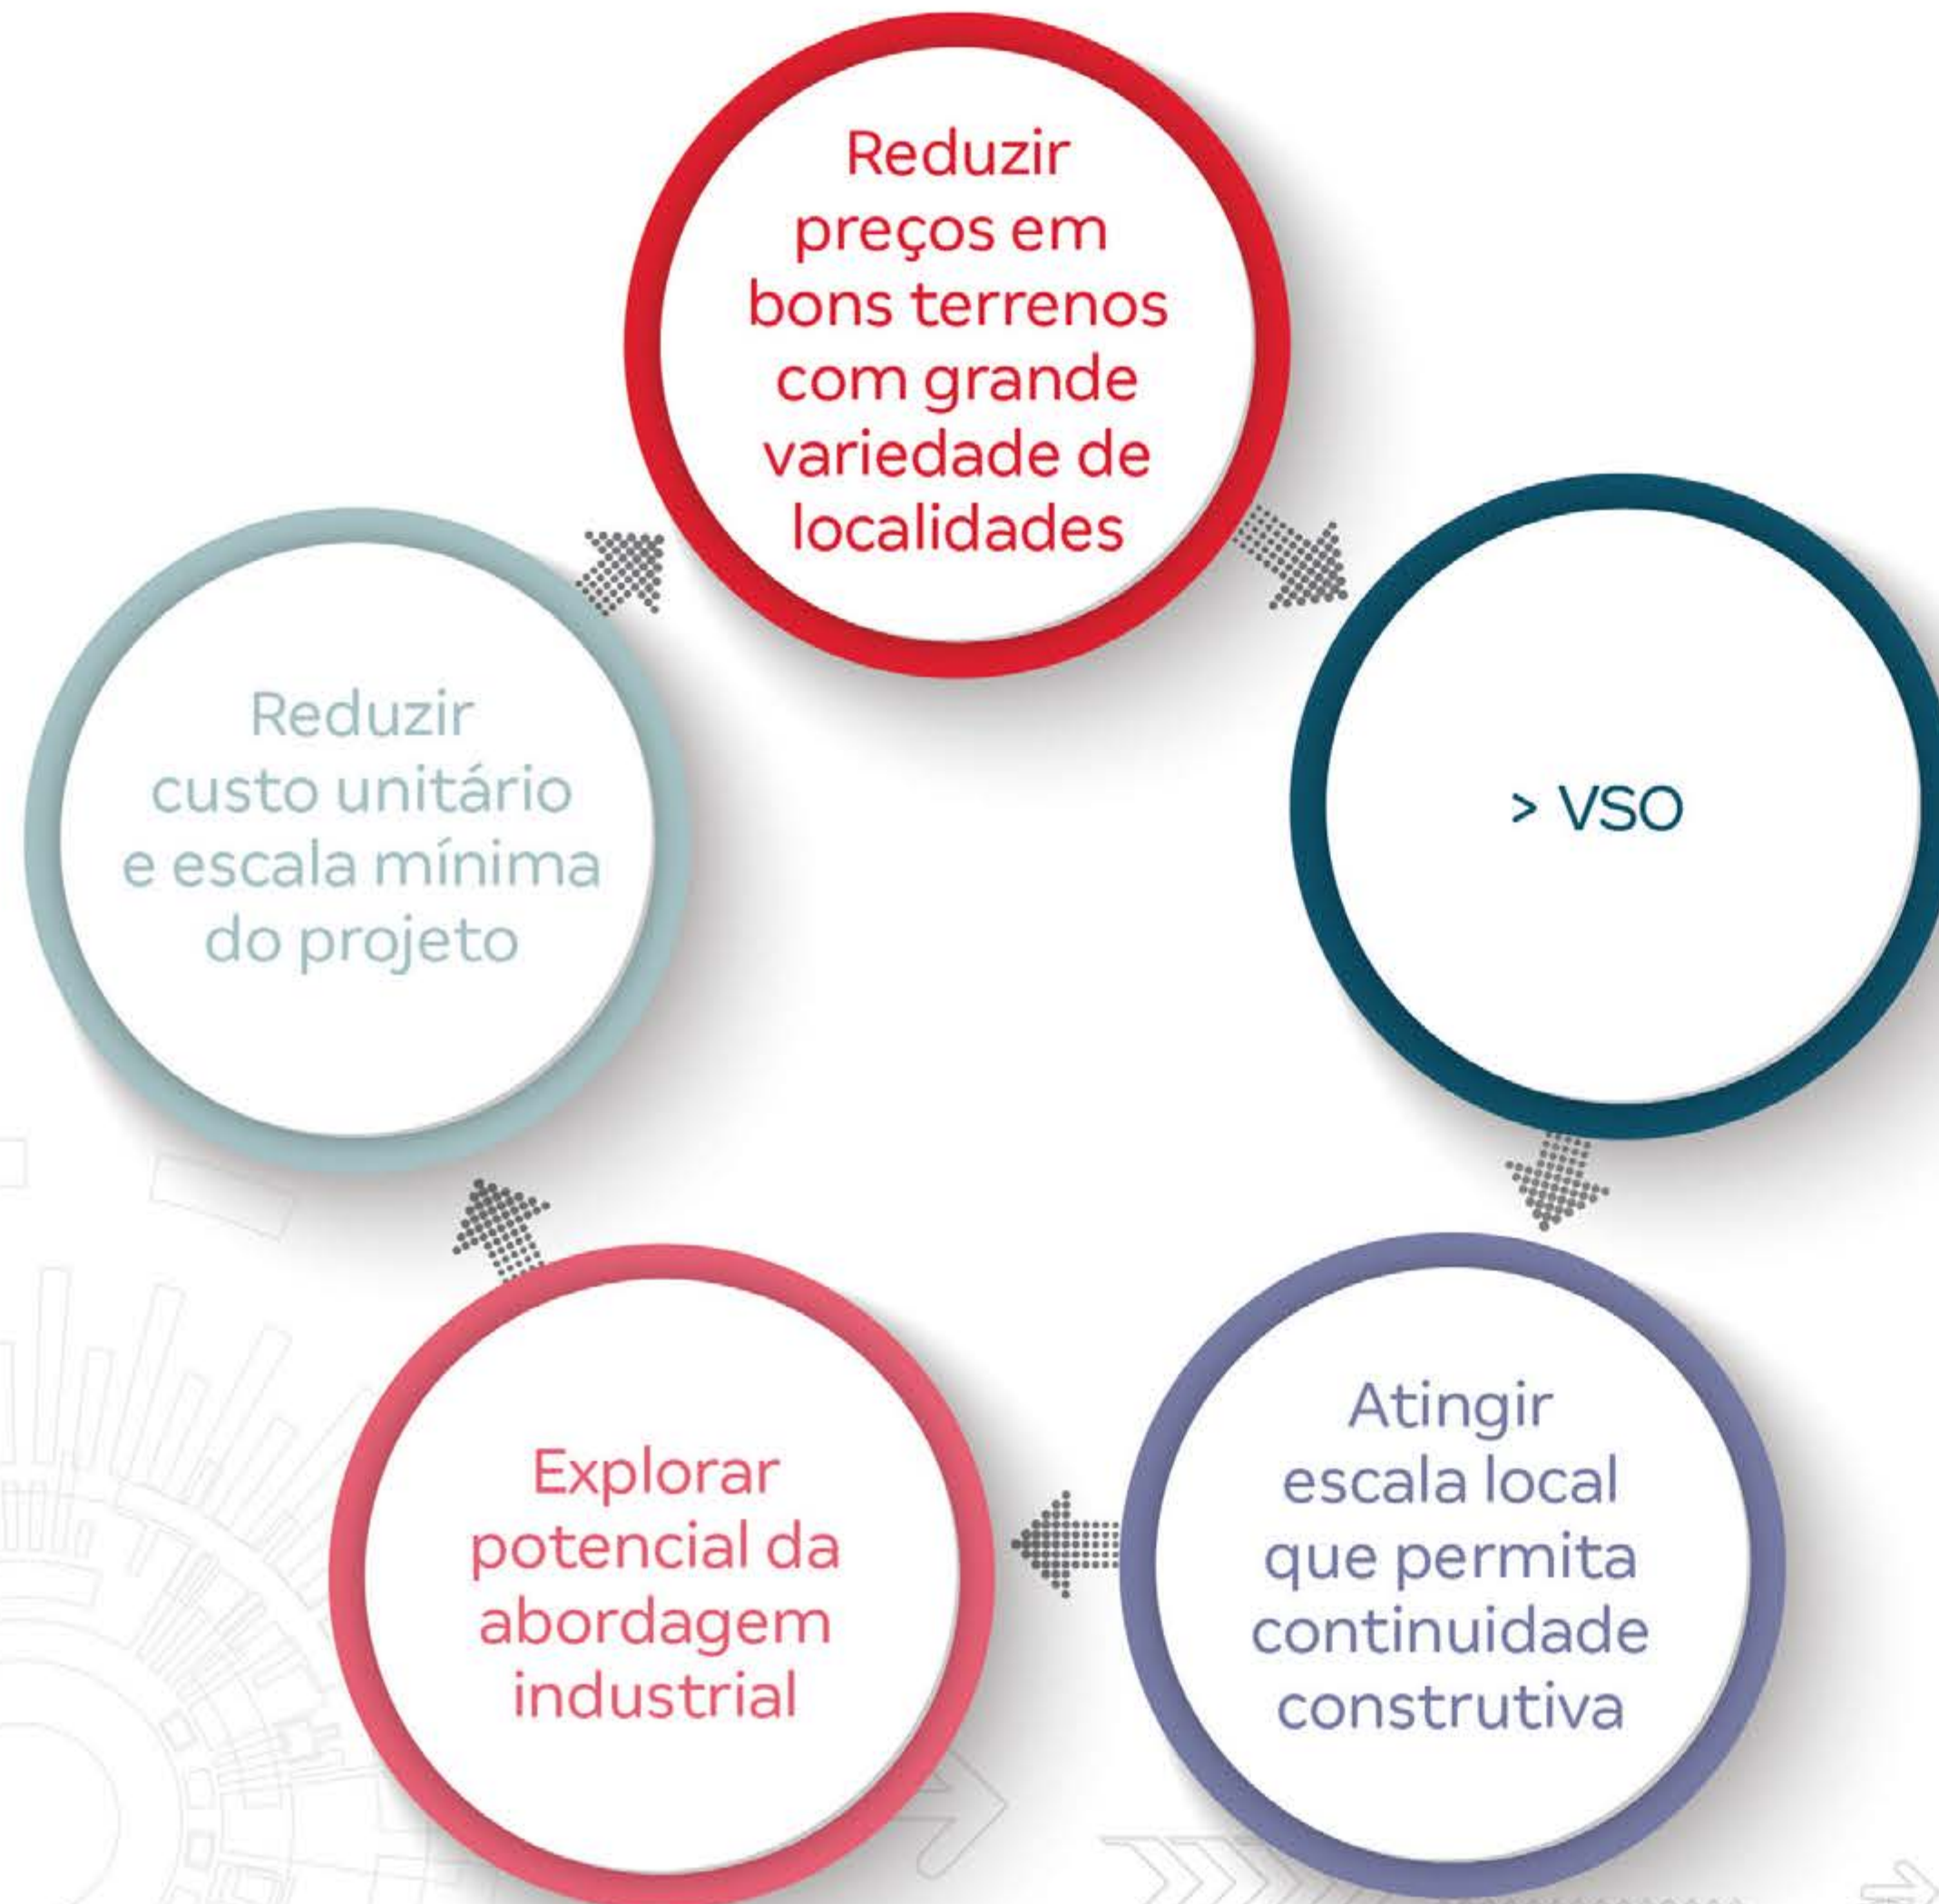 Reduzir
preços em
bons terrenos
com grande
variedade de
localidades
> VSO
Atingir
escala local
que permita
continuidade
construtiva
Explorar
potencial da
abordagem
industrial
Reduzir
custo unitário
e escala mínima
do projeto